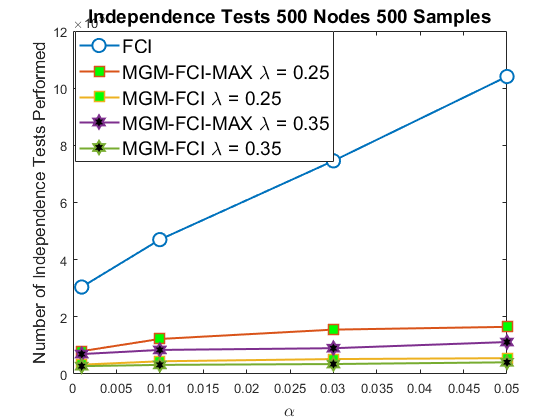 Independence Tests 500 Nodes 500 Samples
12
10
8
6
4
2
0
Number of Independence Tests Performed
FCI
MGM-FCI-MAX λ = 0.25
MGM-FCI λ = 0.25
MGM-FCI-MAX λ = 0.35
MGM-FCI λ = 0.35
0 0.005 0.01 0.015 0.02 0.025 0.03 0.035 0.04 0.045 0.05
α